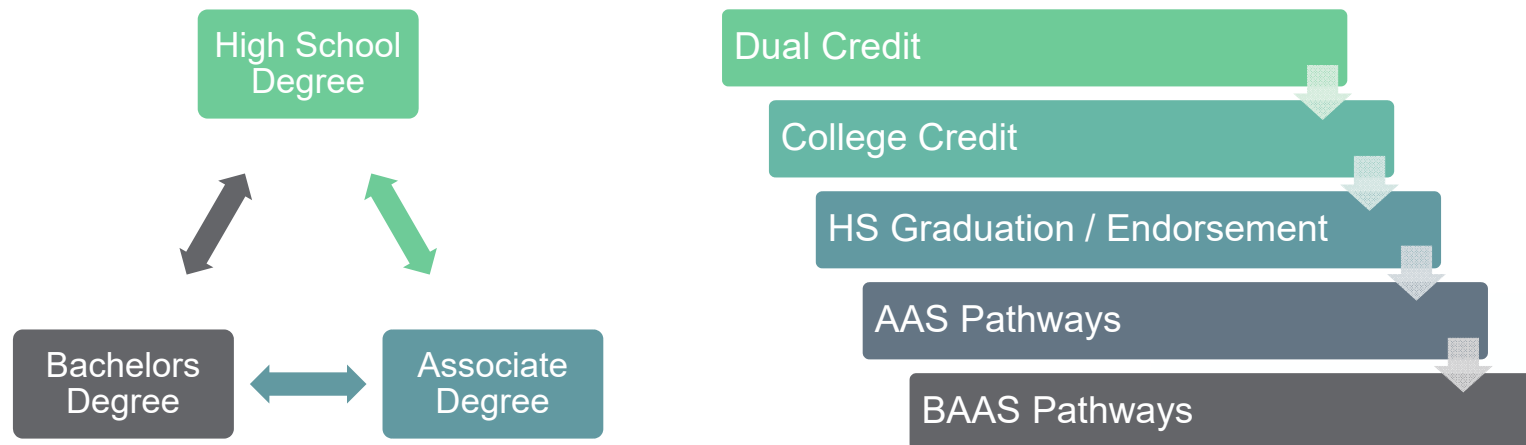 High School
Degree
Bachelors
Degree
Associate
Degree
Dual Credit
College Credit
HS Graduation / Endorsement
AAS Pathways
BAAS Pathways